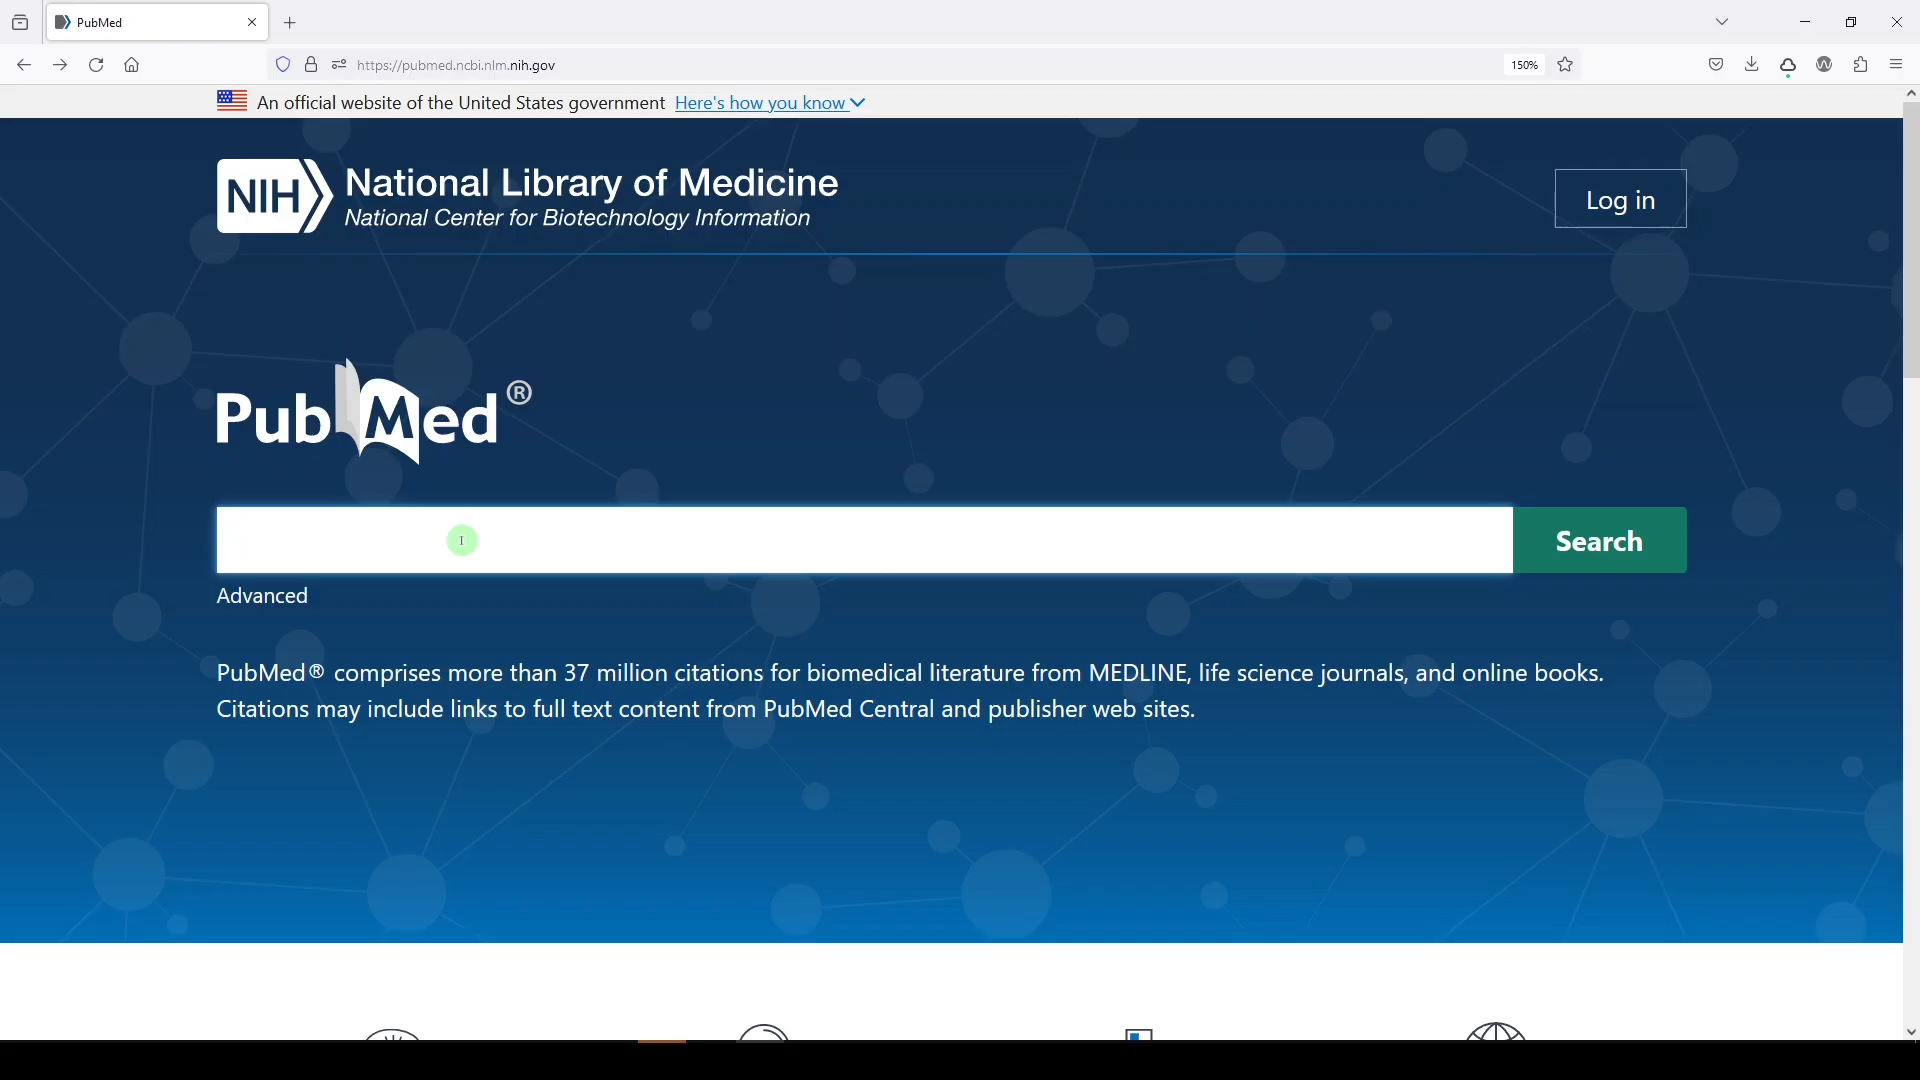 PubMed
https://pubmed.ncbi.nlm.nih.gov
150%
An official website of the United States government Here's how you know
NIH National Library of Medicine
National Center for Biotechnology Information
Log in
PubMed®
Search
Advanced
PubMed® comprises more than 37 million citations for biomedical literature from MEDLINE, life science journals, and online books.
Citations may include links to full text content from PubMed Central and publisher web sites.